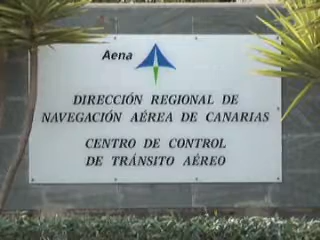 Aena
DIRECCIÓN REGIONAL DE
NAVEGACIÓN AÉREA DE CANARIAS
CENTRO DE CONTROL
DE TRÁNSITO AÉREO